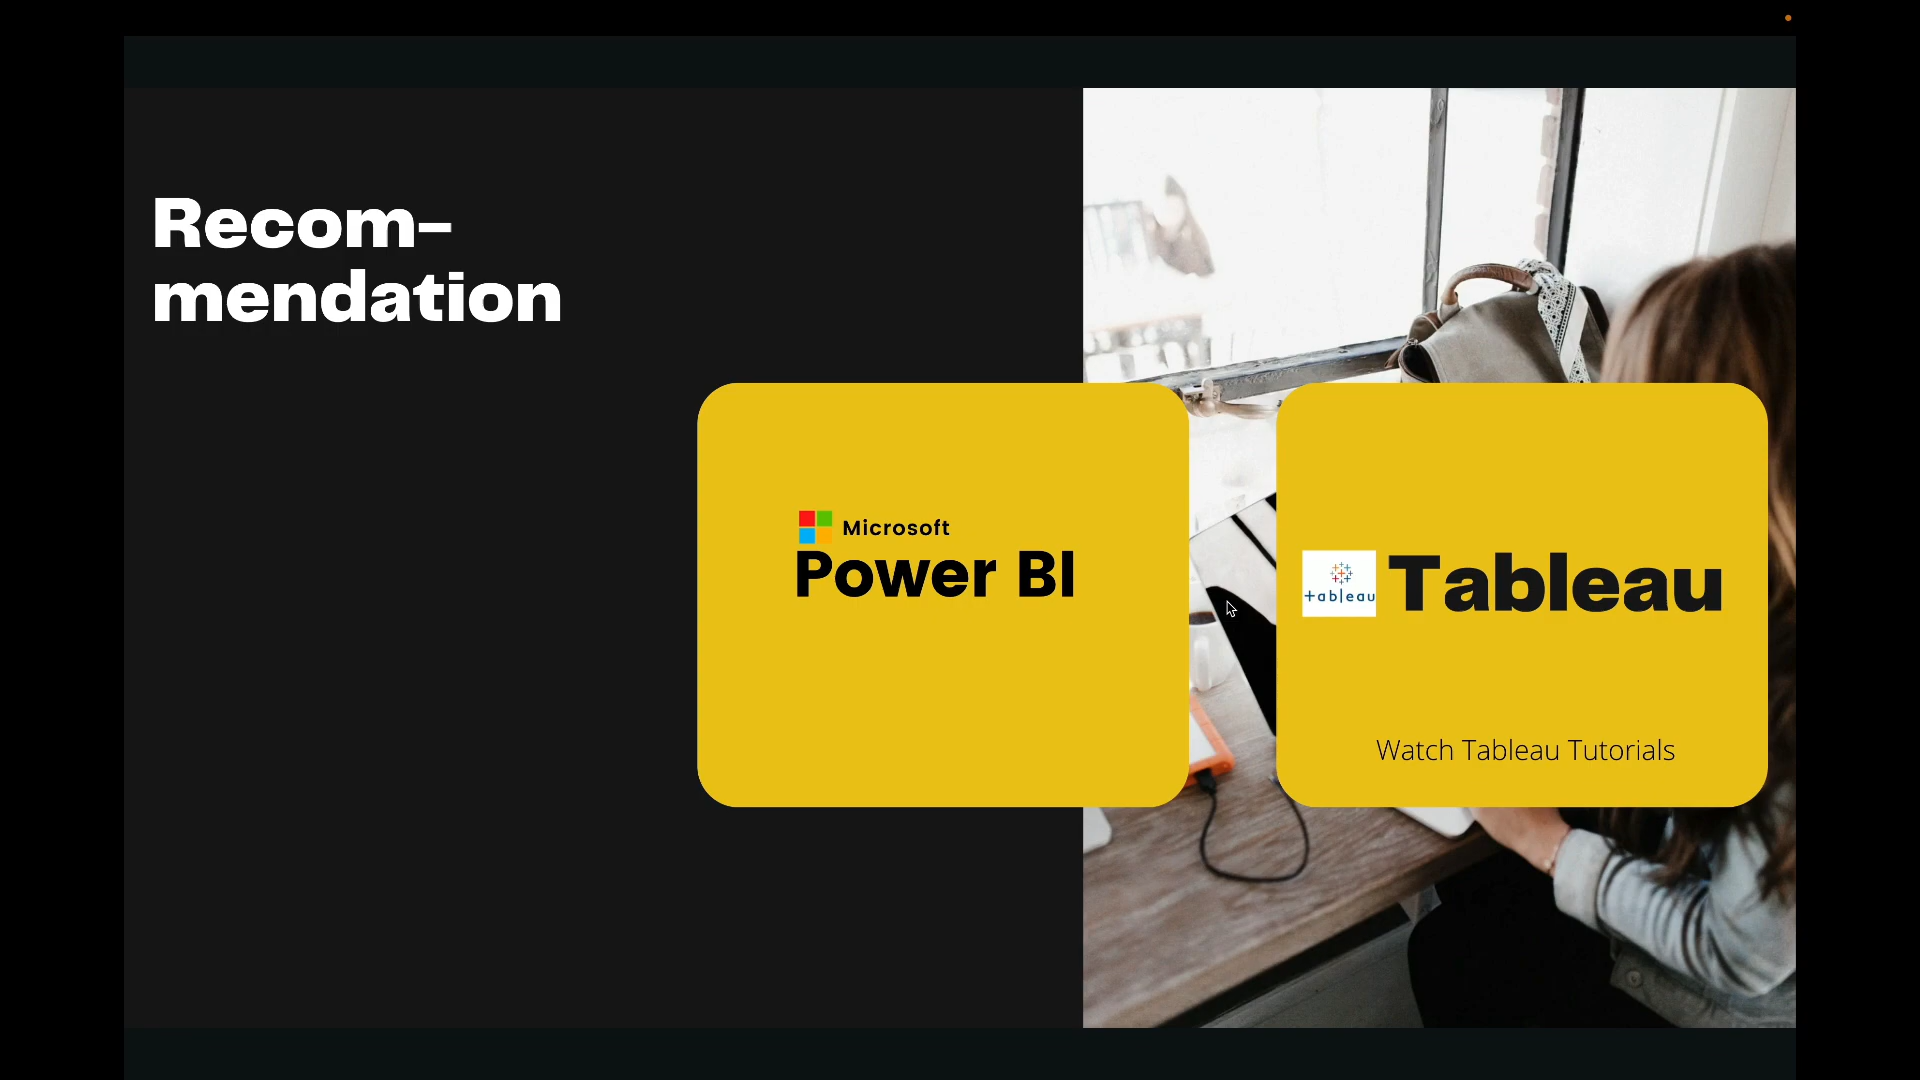 Recom-
mendation
Microsoft
Power BI
+ableau
Tableau
Watch Tableau Tutorials